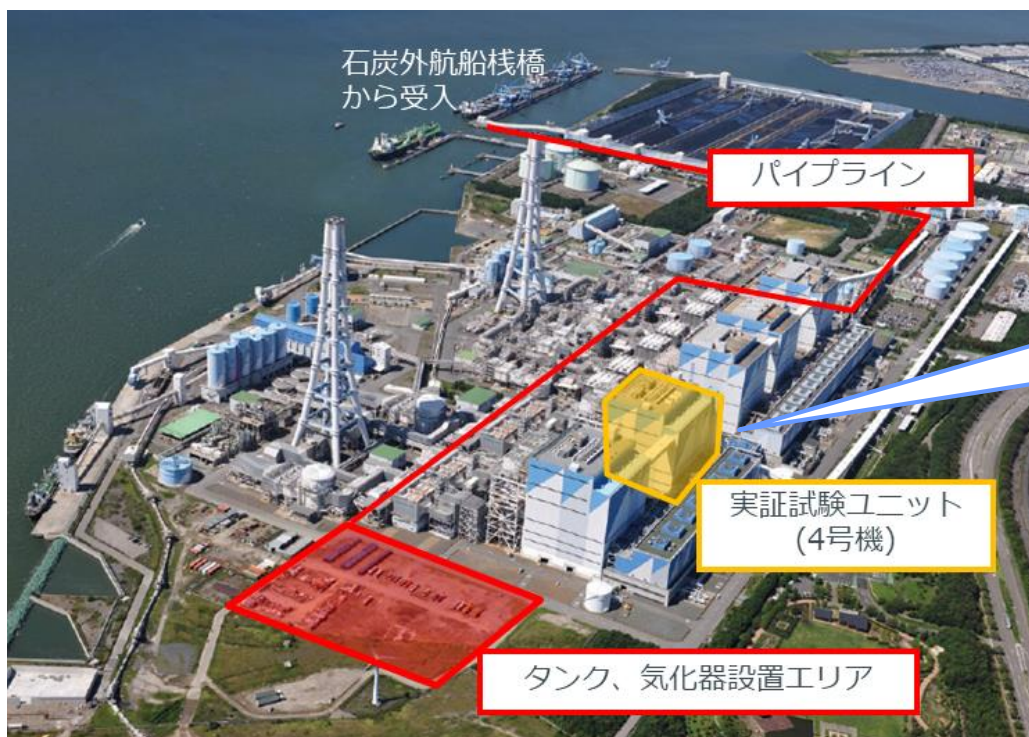 石炭外航船桟橋
から受入
パイプライン
実証試験ユニット
(4号機)
タンク、気化器設置エリア